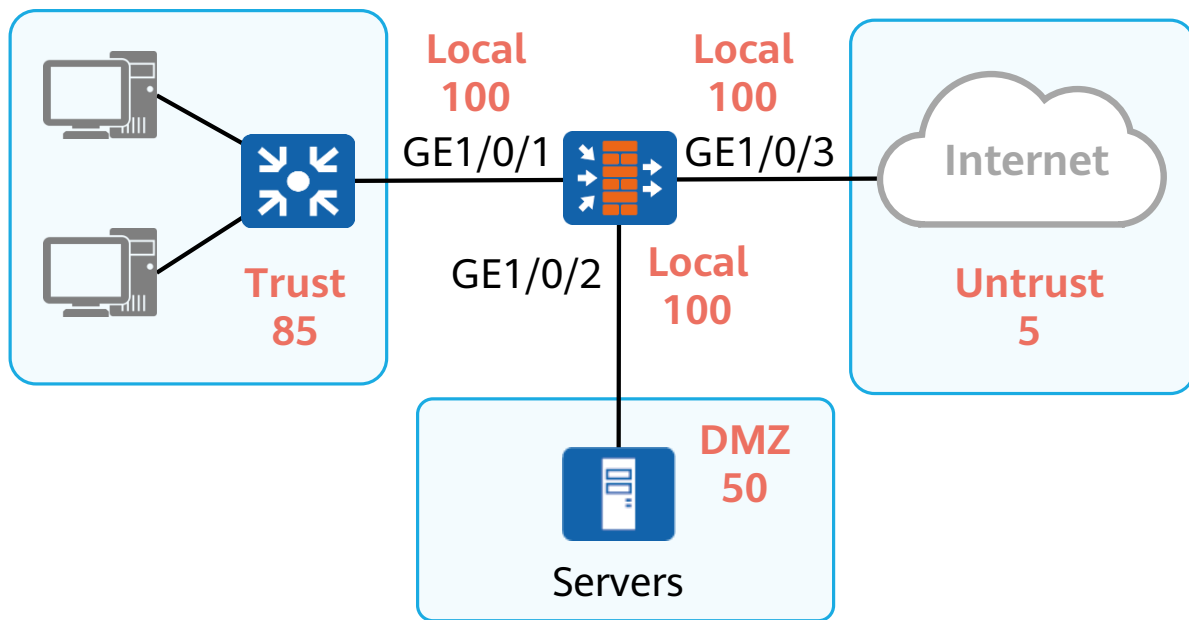 Local
100
Local
100
GE1/0/1
GE1/0/3
Internet
Trust
85
GE1/0/2
Local
100
Untrust
5
DMZ
50
Servers